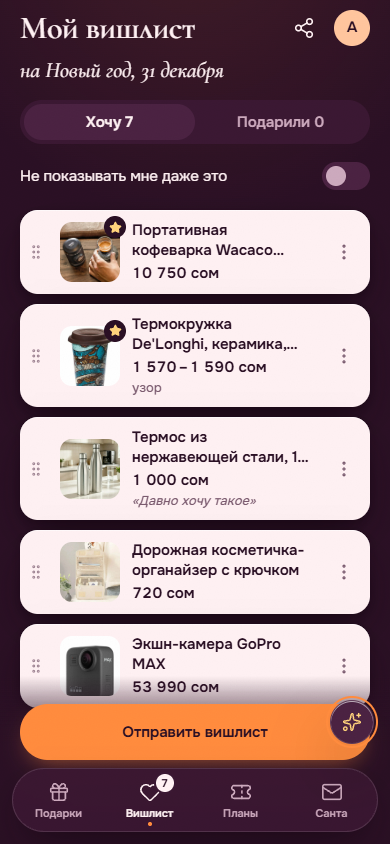 Мой вишлист
А
на Новый год, 31 декабря
Хочу 7
Подарили 0
Не показывать мне даже это
Портативная
кофеварка Wacaco...
10 750 сом
Термокружка
De'Longhi, керамика,...
1 570 – 1 590 сом
узор
Термос из
нержавеющей стали, 1...
1 000 сом
«Давно хочу такое»
Дорожная косметичка-
органайзер с крючком
720 сом
Экшн-камера GoPro
MAX
53 990 сом
Отправить вишлист
7
Подарки
Вишлист
Планы
Санта